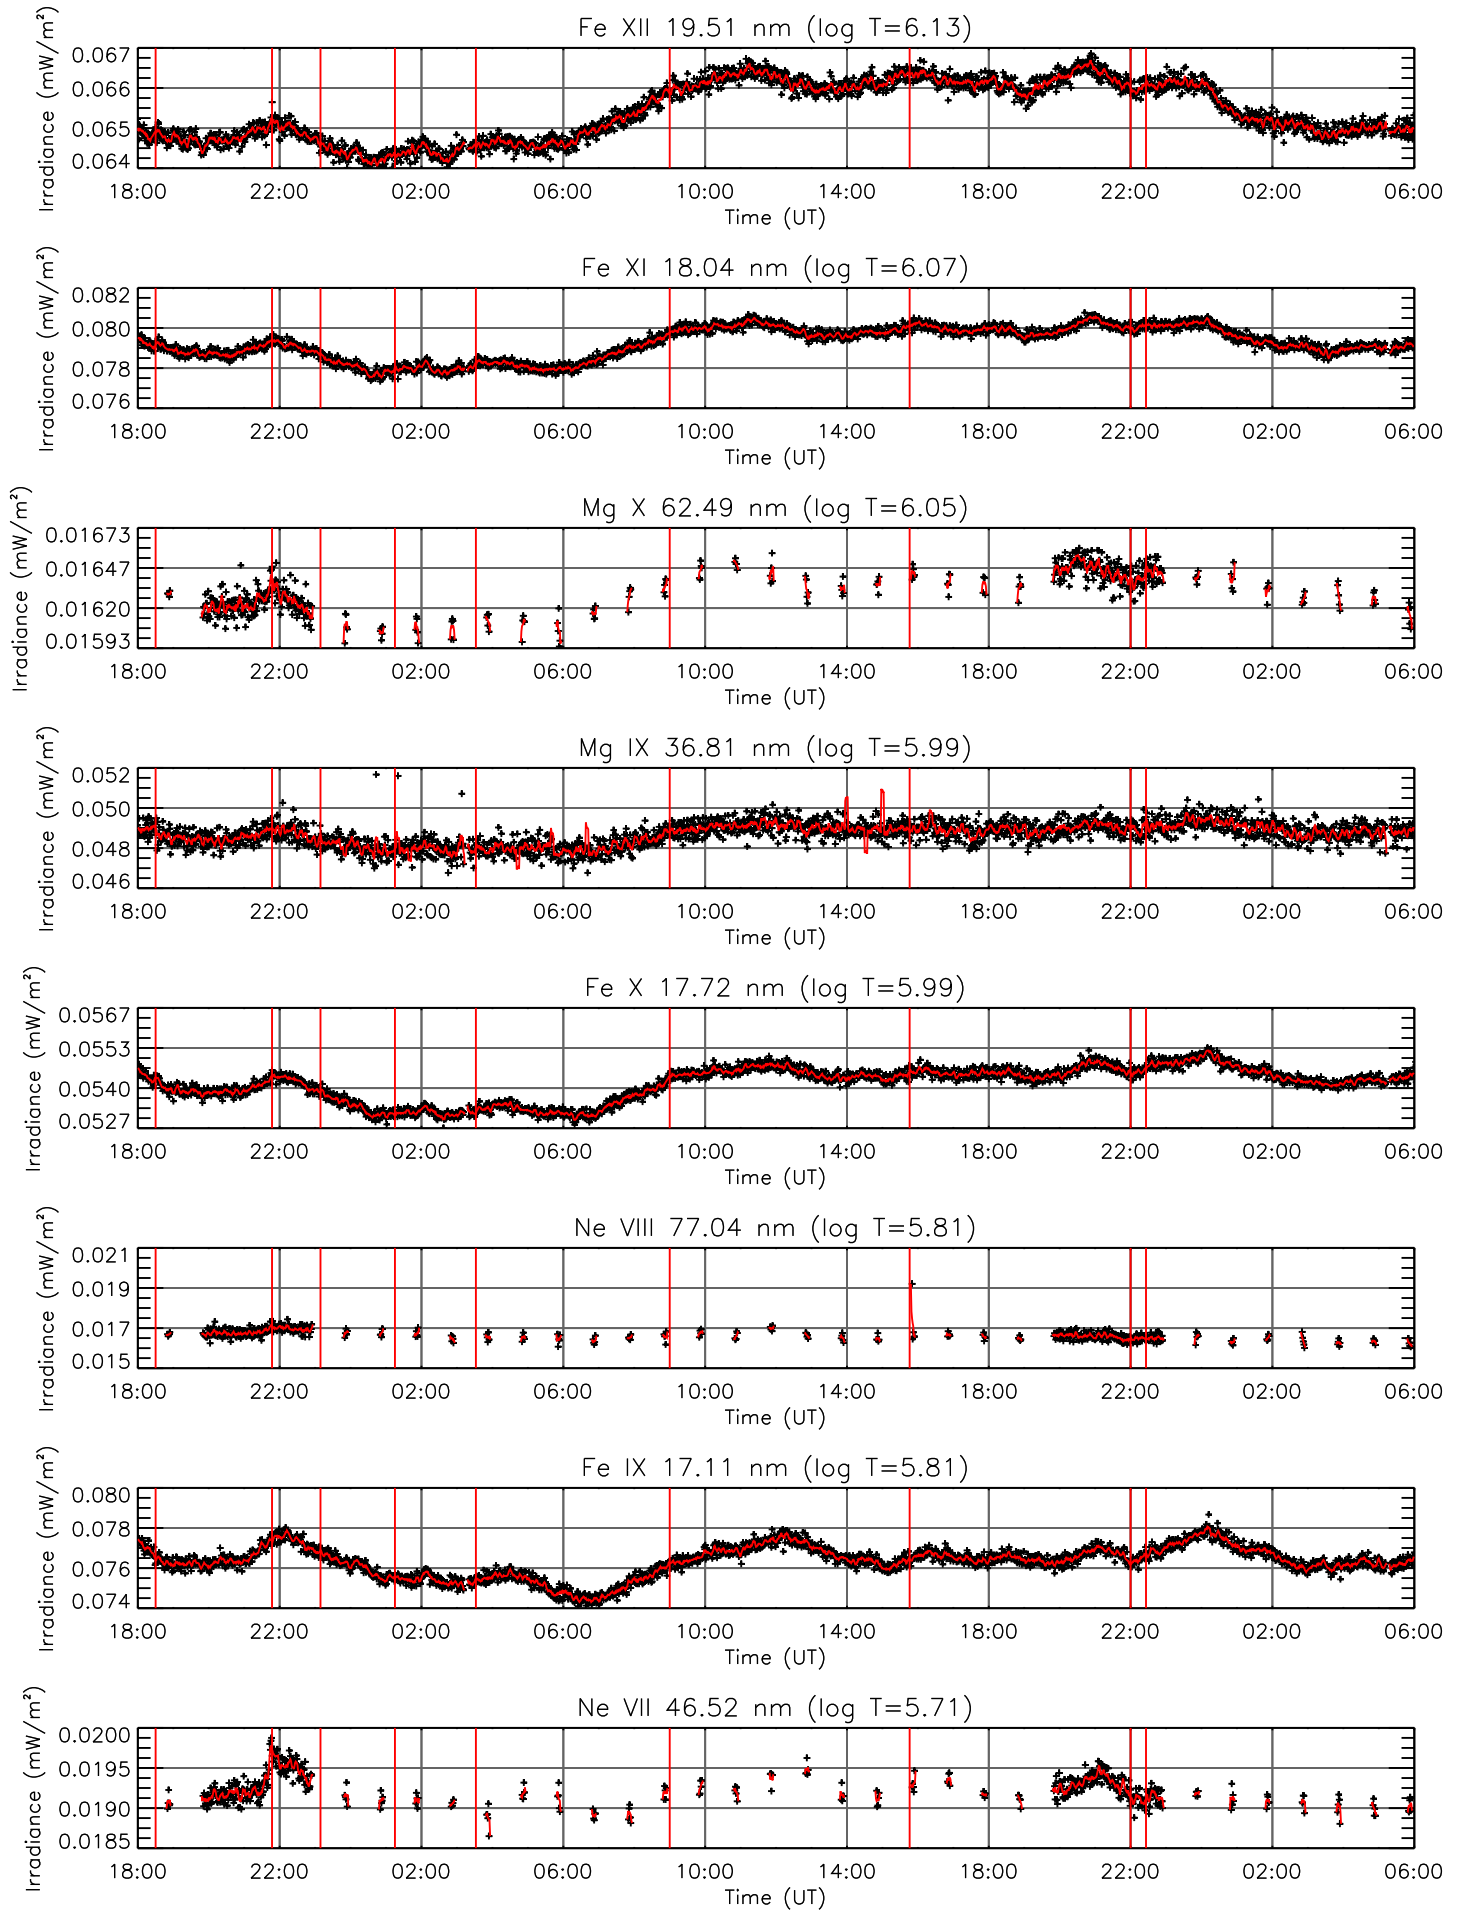 Fe XII 19.51 nm (log T=6.13)
Irradiance (mW/m²)
0.067
0.066
0.065
0.064
18:00 22:00 02:00 06:00 10:00 14:00 18:00 22:00 02:00 06:00
Time (UT)
Fe XI 18.04 nm (log T=6.07)
Irradiance (mW/m²)
0.082
0.080
0.078
0.076
18:00 22:00 02:00 06:00 10:00 14:00 18:00 22:00 02:00 06:00
Time (UT)
Mg X 62.49 nm (log T=6.05)
Irradiance (mW/m²)
0.01673
0.01647
0.01620
0.01593
18:00 22:00 02:00 06:00 10:00 14:00 18:00 22:00 02:00 06:00
Time (UT)
Mg IX 36.81 nm (log T=5.99)
Irradiance (mW/m²)
0.052
0.050
0.048
0.046
18:00 22:00 02:00 06:00 10:00 14:00 18:00 22:00 02:00 06:00
Time (UT)
Fe X 17.72 nm (log T=5.99)
Irradiance (mW/m²)
0.0567
0.0553
0.0540
0.0527
18:00 22:00 02:00 06:00 10:00 14:00 18:00 22:00 02:00 06:00
Time (UT)
Ne VIII 77.04 nm (log T=5.81)
Irradiance (mW/m²)
0.021
0.019
0.017
0.015
18:00 22:00 02:00 06:00 10:00 14:00 18:00 22:00 02:00 06:00
Time (UT)
Fe IX 17.11 nm (log T=5.81)
Irradiance (mW/m²)
0.080
0.078
0.076
0.074
18:00 22:00 02:00 06:00 10:00 14:00 18:00 22:00 02:00 06:00
Time (UT)
Ne VII 46.52 nm (log T=5.71)
Irradiance (mW/m²)
0.0200
0.0195
0.0190
0.0185
18:00 22:00 02:00 06:00 10:00 14:00 18:00 22:00 02:00 06:00
Time (UT)